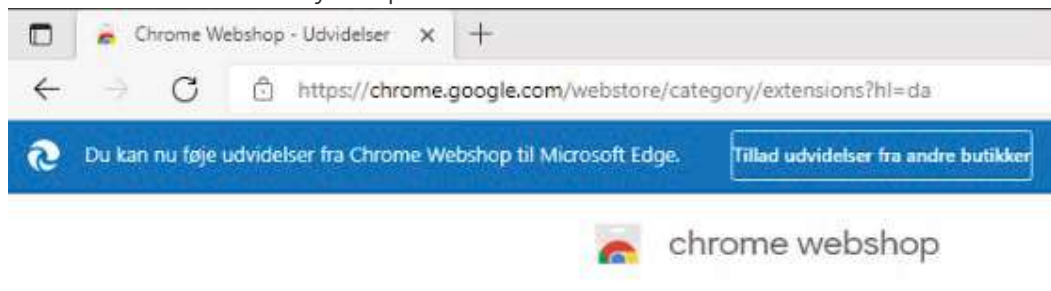 Chrome Webshop - Udvidelser
https://chrome.google.com/webstore/category/extensions?hl=da
Du kan nu føje udvidelser fra Chrome Webshop til Microsoft Edge. Tillad udvidelser fra andre butikker
chrome webshop